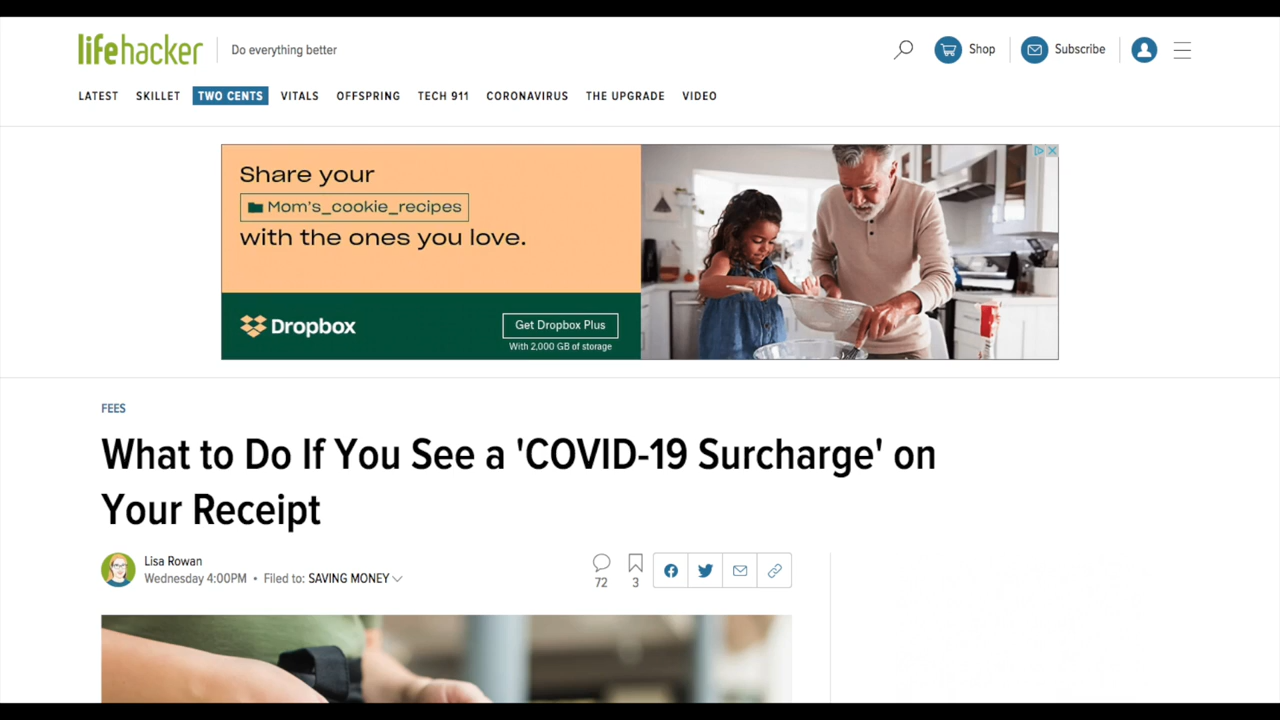 lifehacker
Do everything better
Shop
Subscribe
LATEST SKILLET TWO CENTS VITALS OFFSPRING TECH 911 CORONAVIRUS THE UPGRADE VIDEO
Share your
Mom's_cookie_recipes
with the ones you love.
Dropbox
Get Dropbox Plus
With 2,000 GB of storage
FEES
What to Do If You See a 'COVID-19 Surcharge' on
Your Receipt
Lisa Rowan
Wednesday 4:00PM • Filed to: SAVING MONEY
72
3